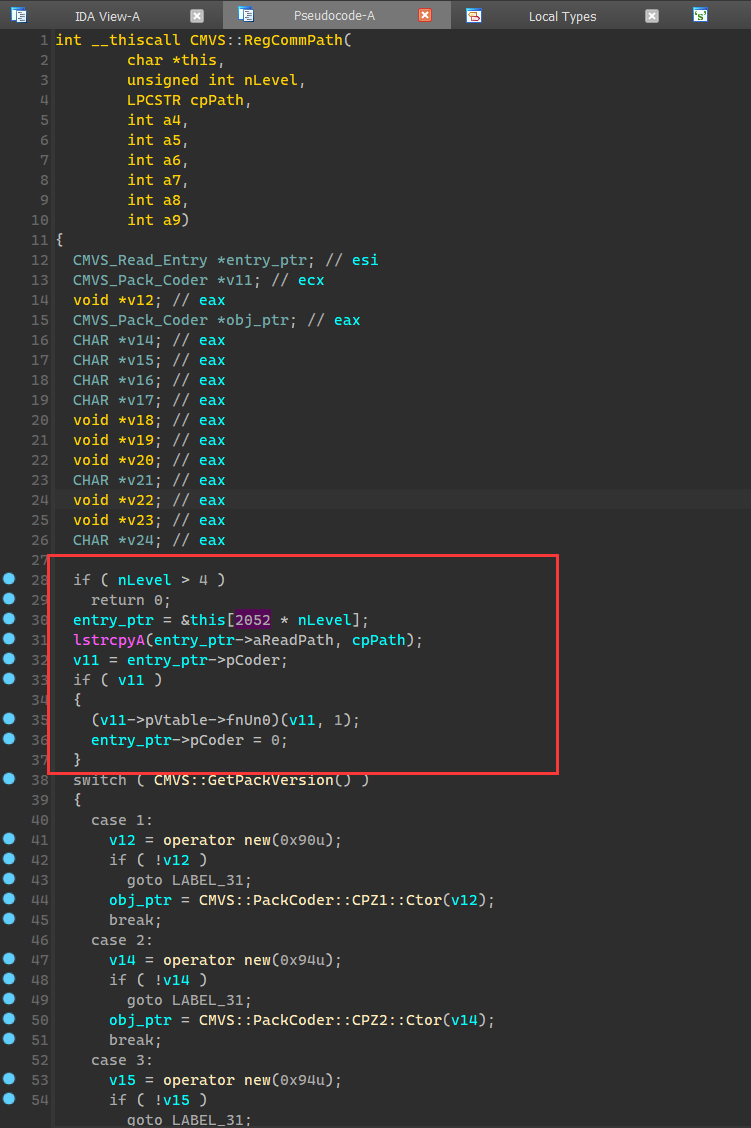 IDA View-A Pseudocode-A Local Types 's'
1 int __thiscall CMVS::RegCommPath(
2 char *this,
3 unsigned int nLevel,
4 LPCSTR cpPath,
5 int a4,
6 int a5,
7 int a6,
8 int a7,
9 int a8,
10 int a9)
11 {
12 CMVS_Read_Entry *entry_ptr; // esi
13 CMVS_Pack_Coder *v11; // ecx
14 void *v12; // eax
15 CMVS_Pack_Coder *obj_ptr; // eax
16 CHAR *v14; // eax
17 CHAR *v15; // eax
18 CHAR *v16; // eax
19 CHAR *v17; // eax
20 void *v18; // eax
21 void *v19; // eax
22 void *v20; // eax
23 CHAR *v21; // eax
24 void *v22; // eax
25 void *v23; // eax
26 CHAR *v24; // eax
27
28 if ( nLevel > 4 )
29 return 0;
30 entry_ptr = &this[2052 * nLevel];
31 lstrcpyA(entry_ptr->aReadPath, cpPath);
32 v11 = entry_ptr->pCoder;
33 if ( v11 )
34 {
35 (v11->pVtable->fnUn0)(v11, 1);
36 entry_ptr->pCoder = 0;
37 }
38 switch ( CMVS::GetPackVersion() )
39 {
40 case 1:
41 v12 = operator new(0x90u);
42 if ( !v12 )
43 goto LABEL_31;
44 obj_ptr = CMVS::PackCoder::CPZ1::Ctor(v12);
45 break;
46 case 2:
47 v14 = operator new(0x94u);
48 if ( !v14 )
49 goto LABEL_31;
50 obj_ptr = CMVS::PackCoder::CPZ2::Ctor(v14);
51 break;
52 case 3:
53 v15 = operator new(0x94u);
54 if ( !v15 )
goto LABEL_31;